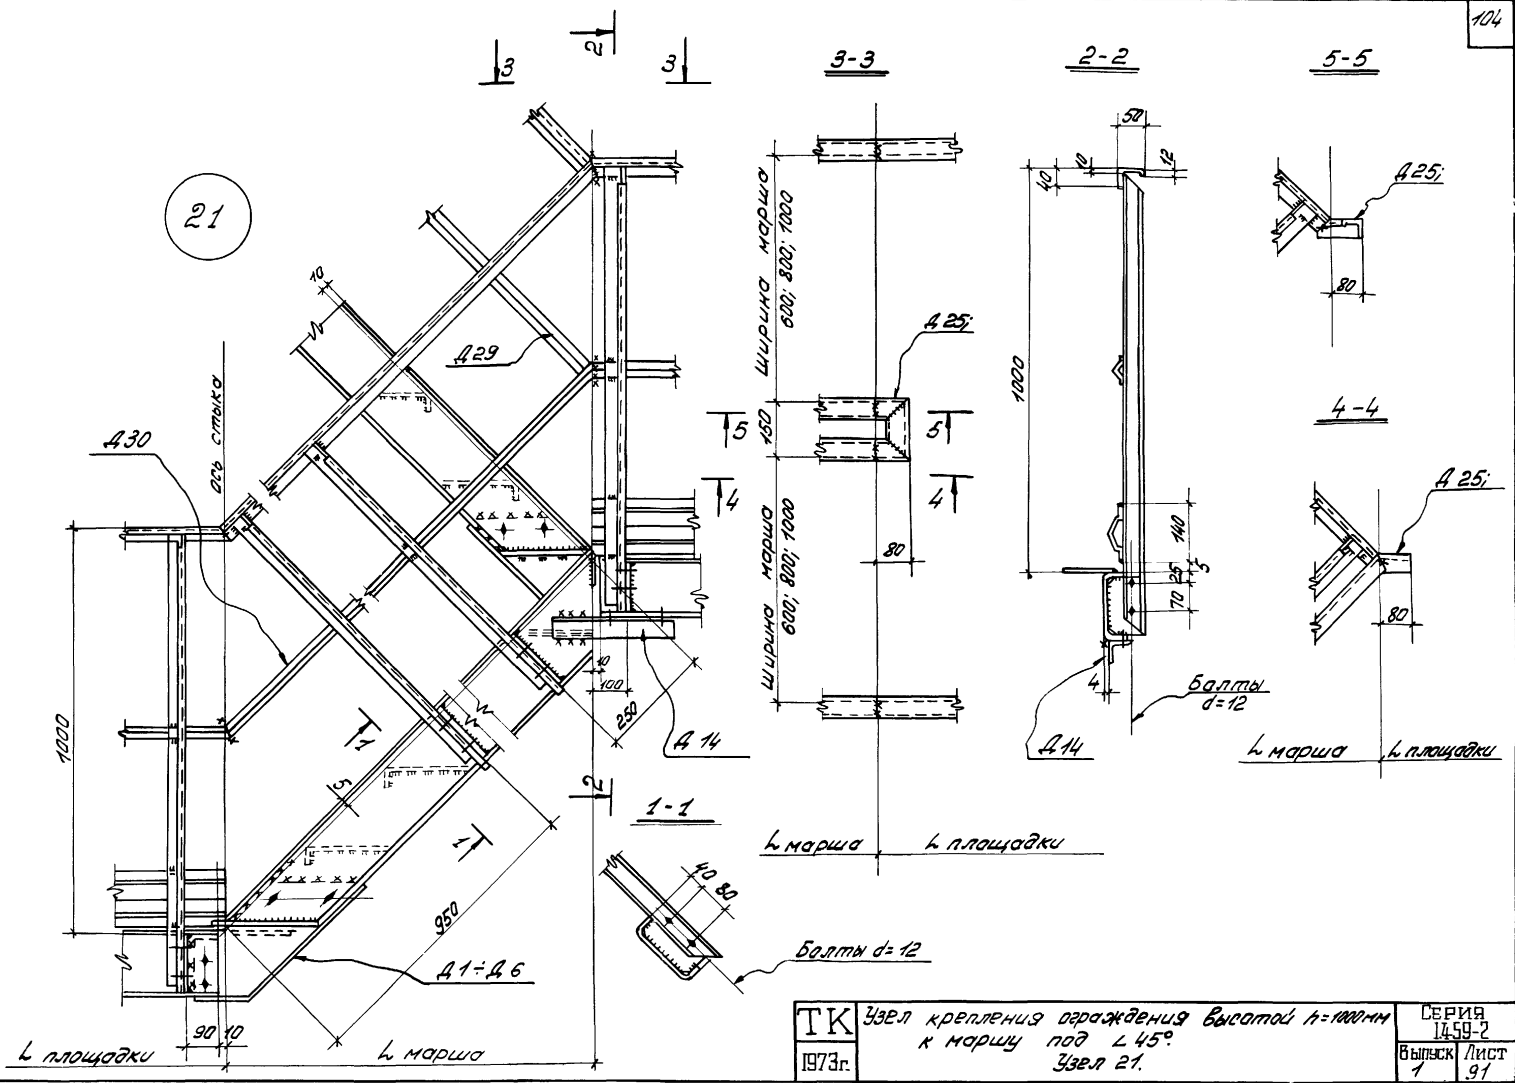 104
21
2
3
3
3-3
2-2
5-5
50
10
12
40
1000
Д25;
80
10
Д29
ось стыка
Д30
Ширина марша
600; 800; 1000
150
Ширина марша
600; 800; 1000
Д25;
5
5
4
4
80
4-4
Д25;
80
140
5
25
70
4
Д14
Болты
d=12
L марша
L площадки
1000
10
100
250
Д14
1
1
5
2
950
Д1÷Д6
90
10
L площадки
L марша
1-1
40
80
Болты d=12
L марша
L площадки
ТК
1973г.
Узел крепления ограждения высотой h=1000мм
к маршу под ∠45°.
Узел 21.
Серия
1.459-2
Выпуск
1
Лист
91